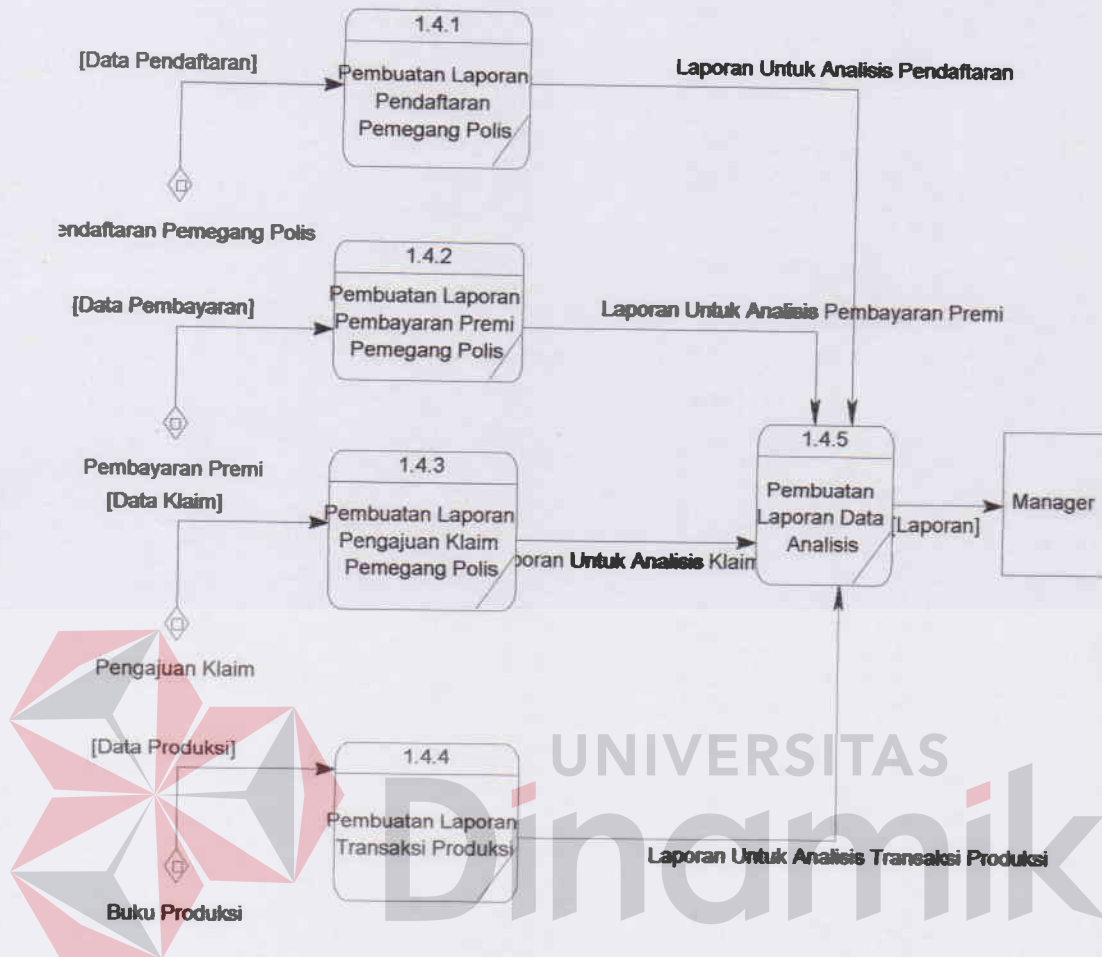 1.4.1
[Data Pendaftaran]
Pembuatan Laporan
Pendaftaran
Pemegang Polis
Laporan Untuk Analisis Pendaftaran
endaftaran Pemegang Polis
1.4.2
[Data Pembayaran]
Pembuatan Laporan
Pembayaran Premi
Pemegang Polis
Laporan Untuk Analisis Pembayaran Premi
Pembayaran Premi
1.4.3
[Data Klaim]
Pembuatan Laporan
Pengajuan Klaim
Pemegang Polis
poran Untuk Analisis Klaim
1.4.5
Pembuatan
Laporan Data
Analisis
[Laporan]
Manager
Pengajuan Klaim
[Data Produksi]
1.4.4
Pembuatan Laporan
Transaksi Produksi
Laporan Untuk Analisis Transaksi Produksi
Buku Produksi
UNIVERSITAS
Dinamik